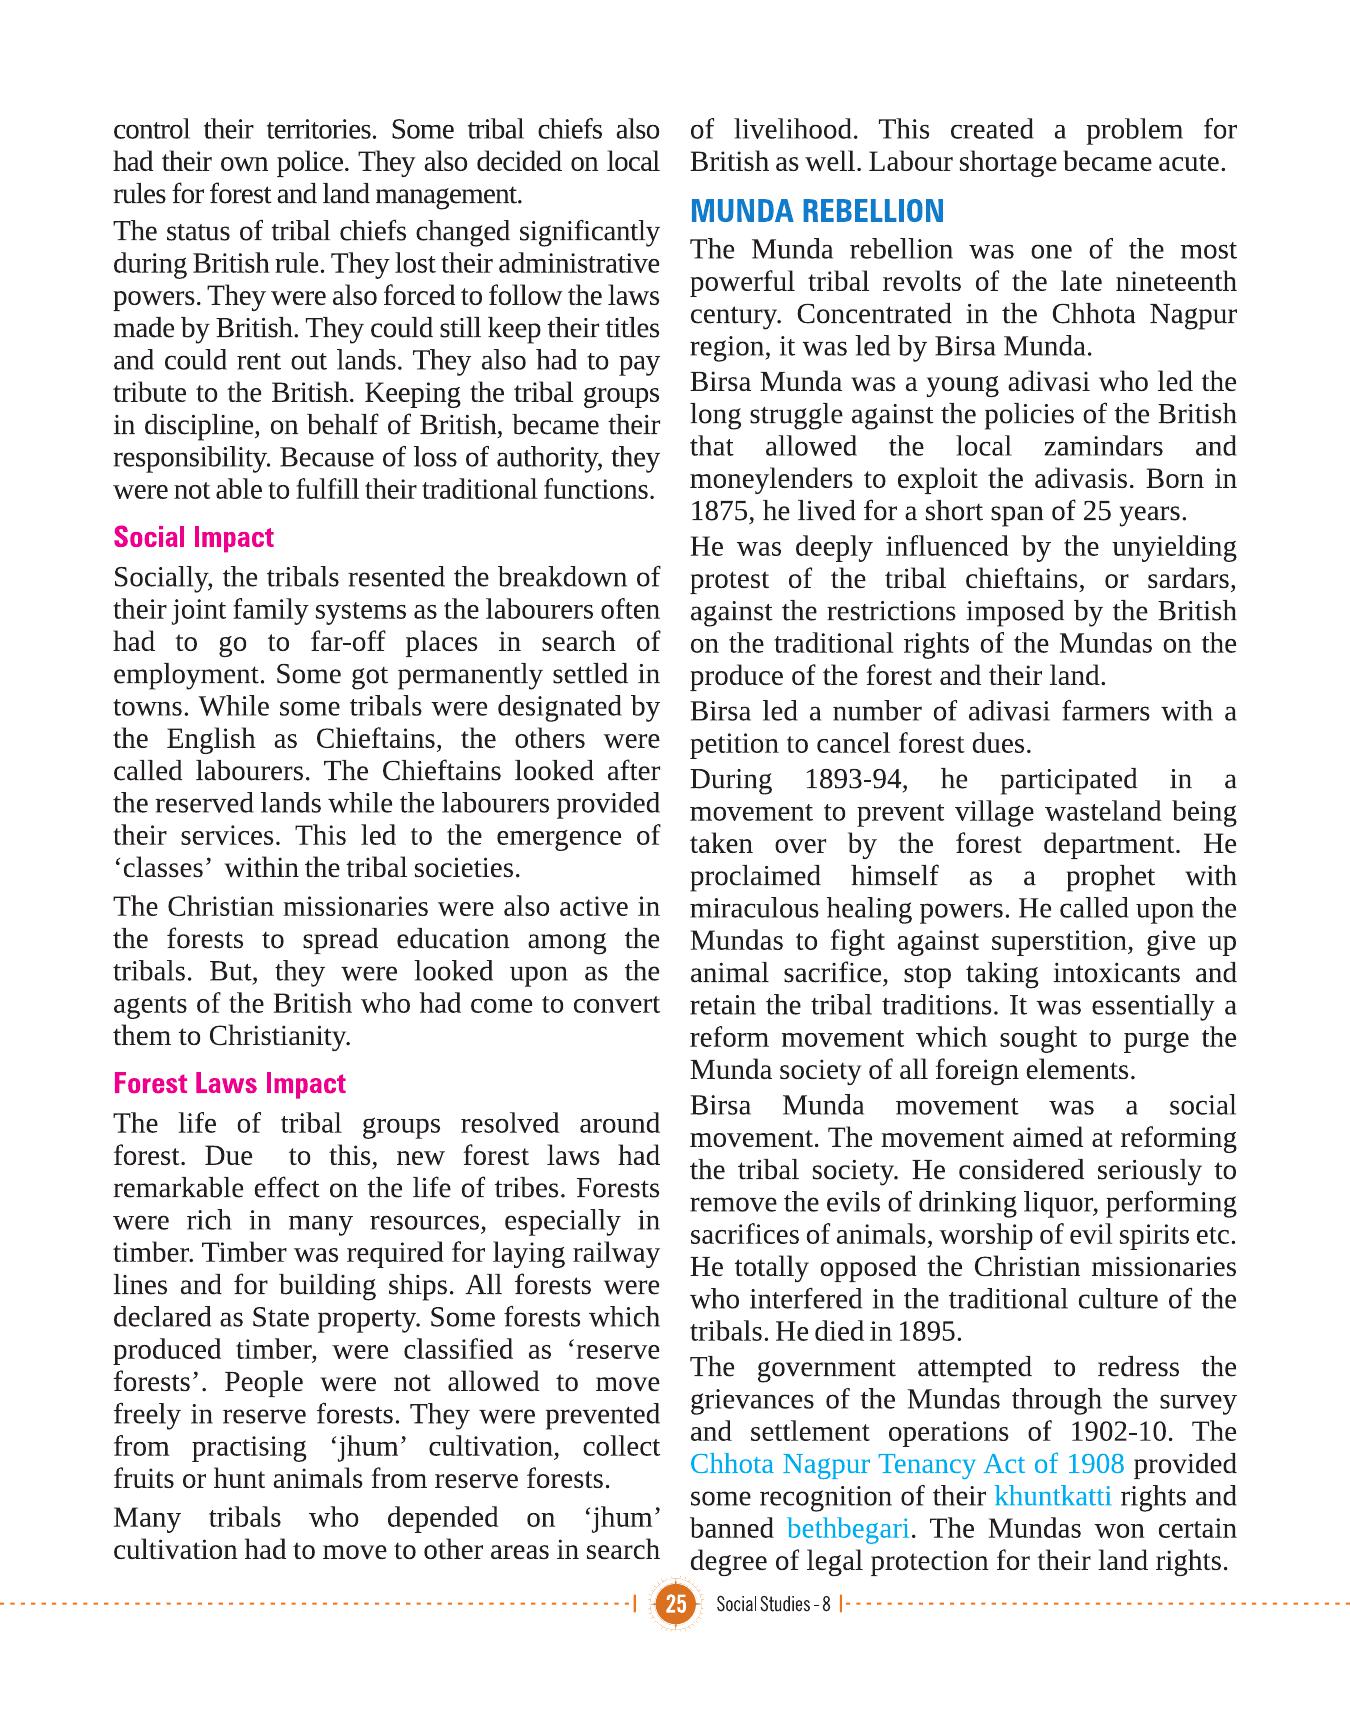 control their territories. Some tribal chiefs also
had their own police. They also decided on local
rules for forest and land management.
The status of tribal chiefs changed significantly
during British rule. They lost their administrative
powers. They were also forced to follow the laws
made by British. They could still keep their titles
and could rent out lands. They also had to pay
tribute to the British. Keeping the tribal groups
in discipline, on behalf of British, became their
responsibility. Because of loss of authority, they
were not able to fulfill their traditional functions.
Social Impact
Socially, the tribals resented the breakdown of
their joint family systems as the labourers often
had to go to far-off places in search of
employment. Some got permanently settled in
towns. While some tribals were designated by
the English as Chieftains, the others were
called labourers. The Chieftains looked after
the reserved lands while the labourers provided
their services. This led to the emergence of
‘classes’ within the tribal societies.
The Christian missionaries were also active in
the forests to spread education among the
tribals. But, they were looked upon as the
agents of the British who had come to convert
them to Christianity.
Forest Laws Impact
The life of tribal groups resolved around
forest. Due to this, new forest laws had
remarkable effect on the life of tribes. Forests
were rich in many resources, especially in
timber. Timber was required for laying railway
lines and for building ships. All forests were
declared as State property. Some forests which
produced timber, were classified as ‘reserve
forests’. People were not allowed to move
freely in reserve forests. They were prevented
from practising ‘jhum’ cultivation, collect
fruits or hunt animals from reserve forests.
Many tribals who depended on ‘jhum’
cultivation had to move to other areas in search
of livelihood. This created a problem for
British as well. Labour shortage became acute.
MUNDA REBELLION
The Munda rebellion was one of the most
powerful tribal revolts of the late nineteenth
century. Concentrated in the Chhota Nagpur
region, it was led by Birsa Munda.
Birsa Munda was a young adivasi who led the
long struggle against the policies of the British
that allowed the local zamindars and
moneylenders to exploit the adivasis. Born in
1875, he lived for a short span of 25 years.
He was deeply influenced by the unyielding
protest of the tribal chieftains, or sardars,
against the restrictions imposed by the British
on the traditional rights of the Mundas on the
produce of the forest and their land.
Birsa led a number of adivasi farmers with a
petition to cancel forest dues.
During 1893-94, he participated in a
movement to prevent village wasteland being
taken over by the forest department. He
proclaimed himself as a prophet with
miraculous healing powers. He called upon the
Mundas to fight against superstition, give up
animal sacrifice, stop taking intoxicants and
retain the tribal traditions. It was essentially a
reform movement which sought to purge the
Munda society of all foreign elements.
Birsa Munda movement was a social
movement. The movement aimed at reforming
the tribal society. He considered seriously to
remove the evils of drinking liquor, performing
sacrifices of animals, worship of evil spirits etc.
He totally opposed the Christian missionaries
who interfered in the traditional culture of the
tribals. He died in 1895.
The government attempted to redress the
grievances of the Mundas through the survey
and settlement operations of 1902-10. The
Chhota Nagpur Tenancy Act of 1908 provided
some recognition of their khuntkatti rights and
banned bethbegari. The Mundas won certain
degree of legal protection for their land rights.
25 Social Studies - 8